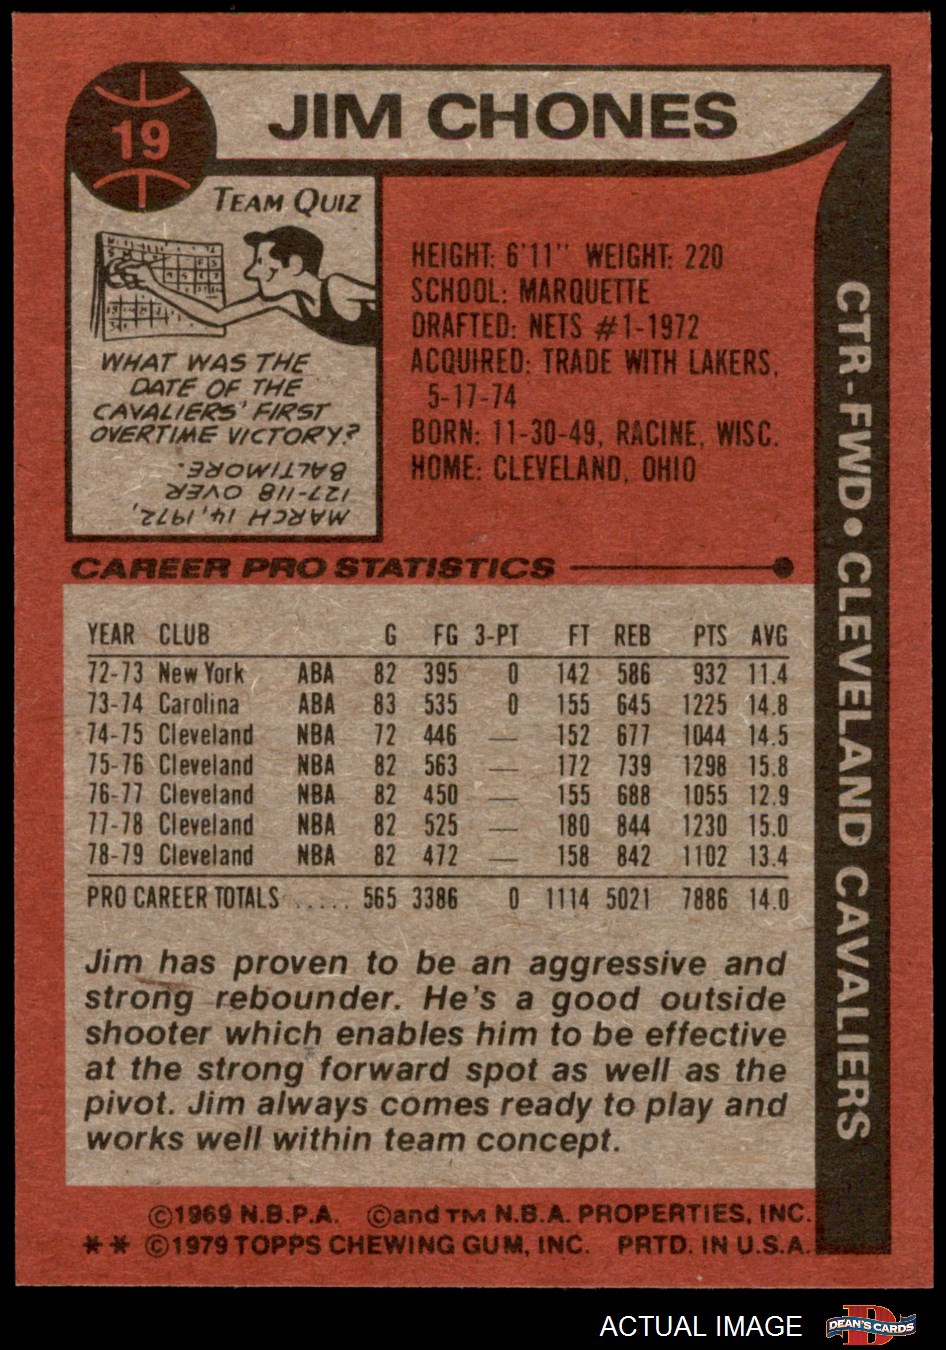 19
JIM CHONES
TEAM QUIZ
WHAT WAS THE
DATE OF THE
CAVALIERS' FIRST
OVERTIME VICTORY?
MARCH 14, 1972,
127-118 OVER
BALTIMORE.
HEIGHT: 6'11" WEIGHT: 220
SCHOOL: MARQUETTE
DRAFTED: NETS #1-1972
ACQUIRED: TRADE WITH LAKERS,
5-17-74
BORN: 11-30-49, RACINE, WISC.
HOME: CLEVELAND, OHIO
CTR-FWD • CLEVELAND CAVALIERS
CAREER PRO STATISTICS
YEAR CLUB G FG 3-PT FT REB PTS AVG
72-73 New York ABA 82 395 0 142 586 932 11.4
73-74 Carolina ABA 83 535 0 155 645 1225 14.8
74-75 Cleveland NBA 72 446 — 152 677 1044 14.5
75-76 Cleveland NBA 82 563 — 172 739 1298 15.8
76-77 Cleveland NBA 82 450 — 155 688 1055 12.9
77-78 Cleveland NBA 82 525 — 180 844 1230 15.0
78-79 Cleveland NBA 82 472 — 158 842 1102 13.4
PRO CAREER TOTALS ..... 565 3386 0 1114 5021 7886 14.0
Jim has proven to be an aggressive and
strong rebounder. He's a good outside
shooter which enables him to be effective
at the strong forward spot as well as the
pivot. Jim always comes ready to play and
works well within team concept.
©1969 N.B.P.A. ©and TM N.B.A. PROPERTIES, INC.
** ©1979 TOPPS CHEWING GUM, INC. PRTD. IN U.S.A.
ACTUAL IMAGE DEAN'S CARDS